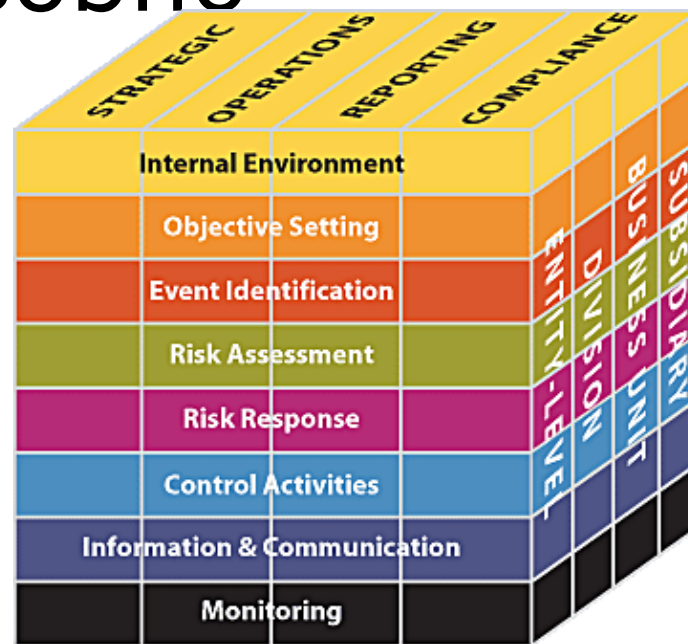 STRATEGIC
OPERATIONS
REPORTING
COMPLIANCE
Internal Environment
Objective Setting
Event Identification
Risk Assessment
Risk Response
Control Activities
Information & Communication
Monitoring
ENTITY-LEVEL
DIVISION
BUSINESS UNIT
SUBSIDIARY